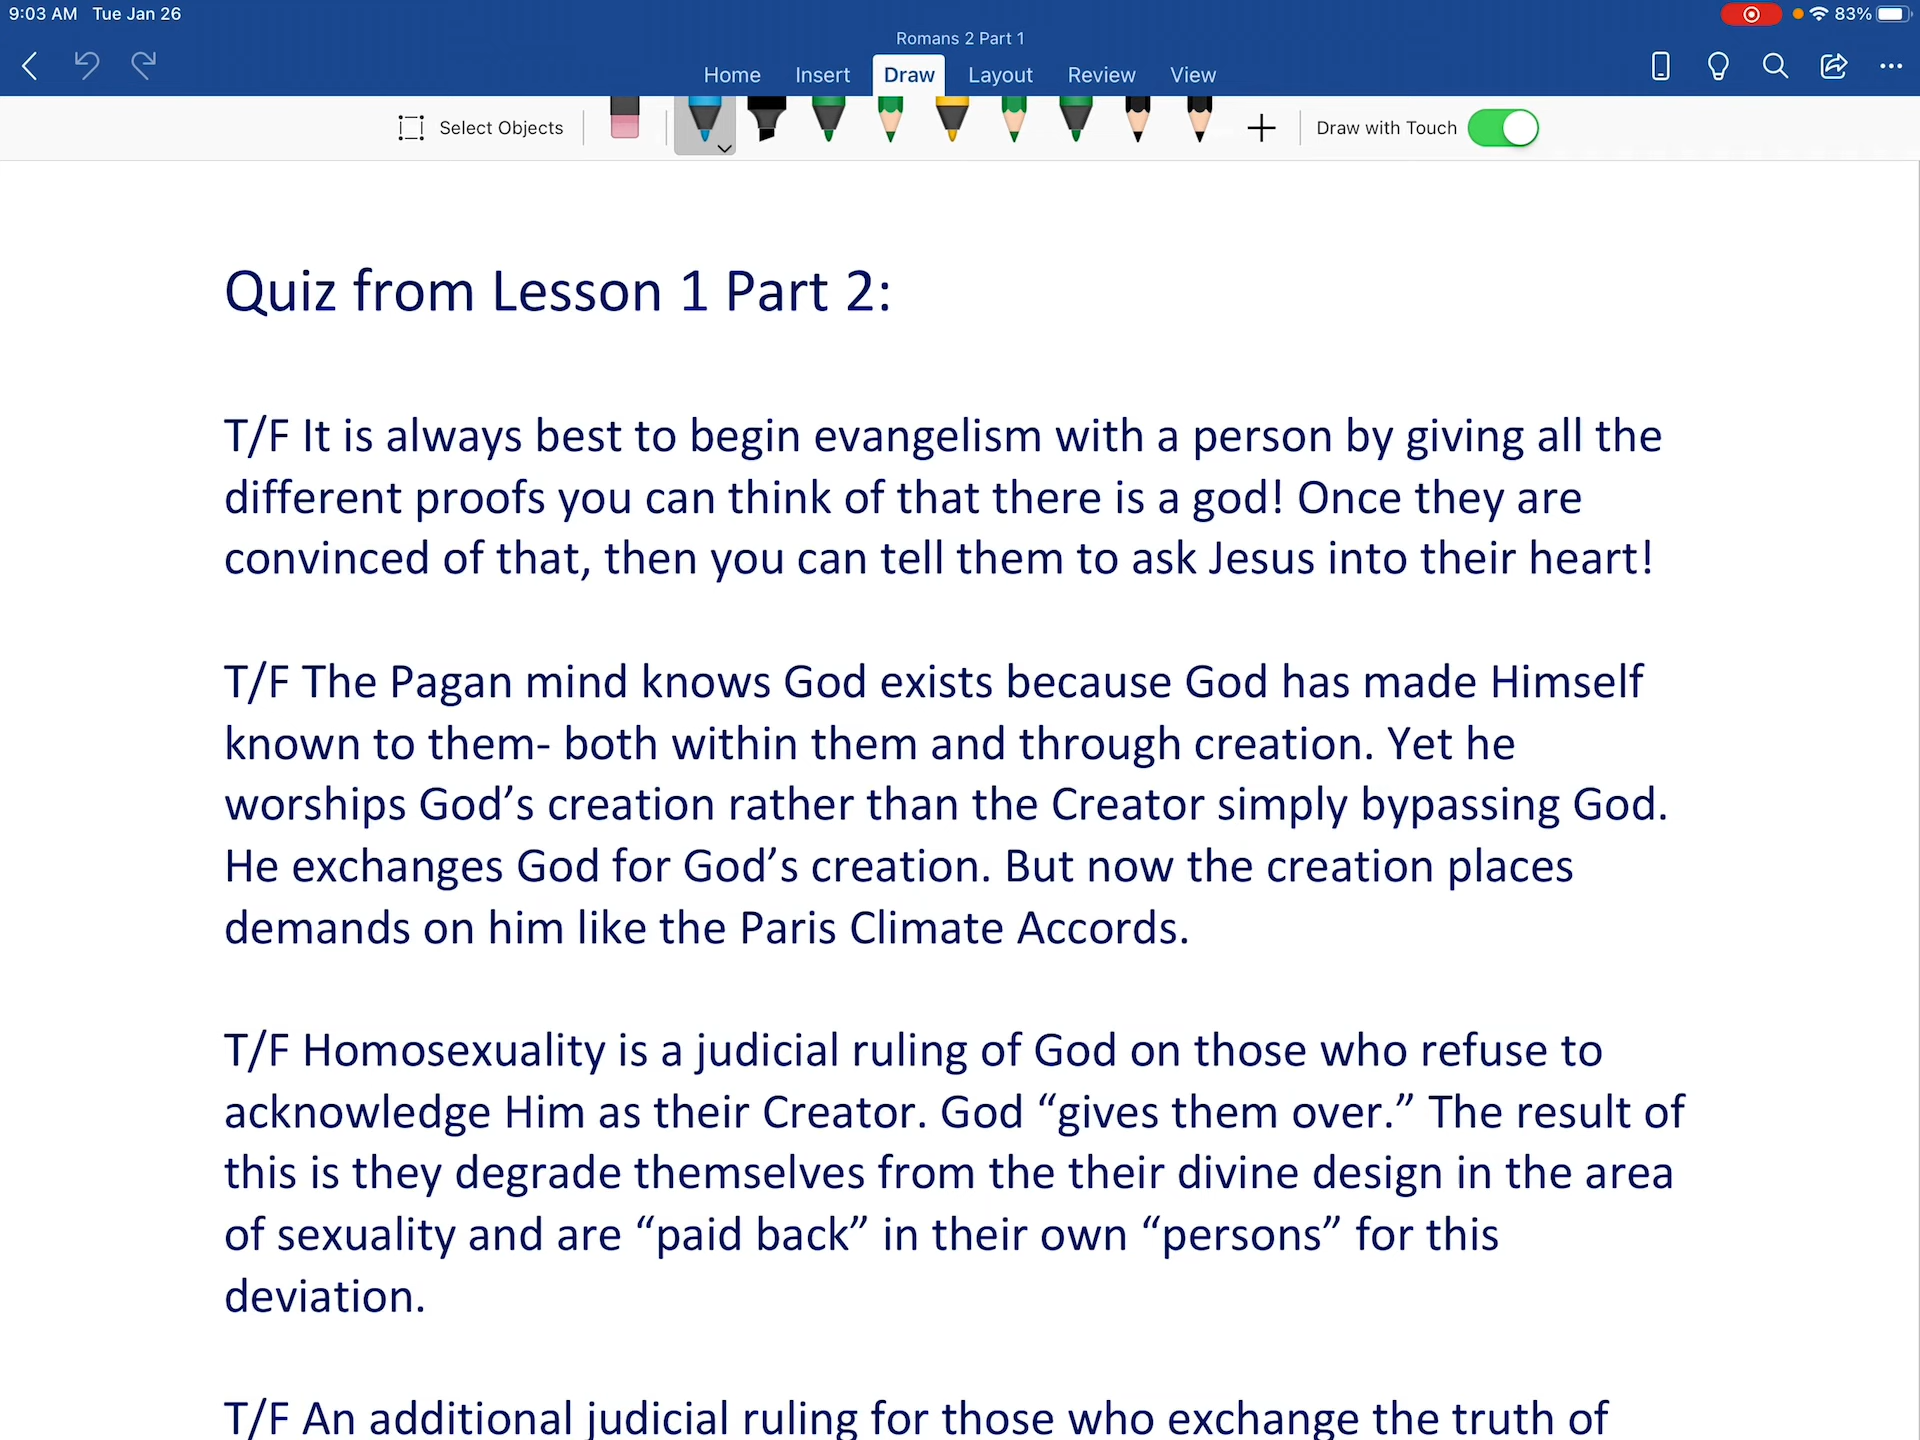 9:03 AM Tue Jan 26
83%
Romans 2 Part 1
Home Insert Draw Layout Review View
Select Objects
Draw with Touch
Quiz from Lesson 1 Part 2:
T/F It is always best to begin evangelism with a person by giving all the
different proofs you can think of that there is a god! Once they are
convinced of that, then you can tell them to ask Jesus into their heart!
T/F The Pagan mind knows God exists because God has made Himself
known to them- both within them and through creation. Yet he
worships God’s creation rather than the Creator simply bypassing God.
He exchanges God for God’s creation. But now the creation places
demands on him like the Paris Climate Accords.
T/F Homosexuality is a judicial ruling of God on those who refuse to
acknowledge Him as their Creator. God “gives them over.” The result of
this is they degrade themselves from the their divine design in the area
of sexuality and are “paid back” in their own “persons” for this
deviation.
T/F An additional judicial ruling for those who exchange the truth of